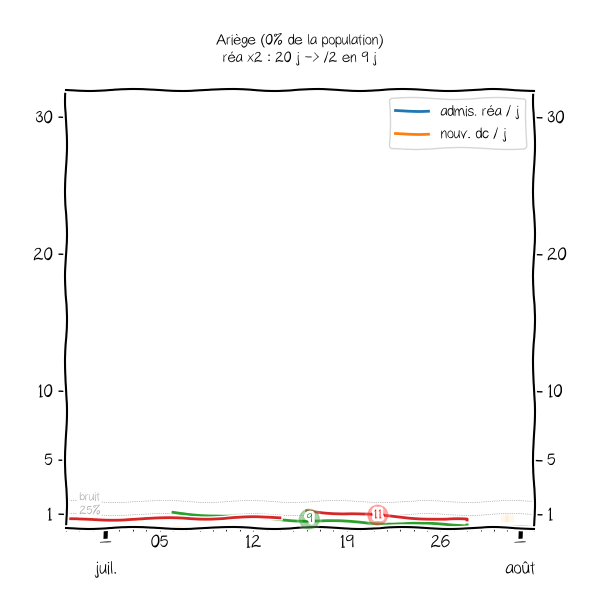 Ariège (0% de la population)
réa x2 : 20 j -> /2 en 9 j
admis. réa / j
nouv. dc / j
30 30
20 20
10 10
5 5
bruit
25%
1 1
9 11
05 12 19 26
juil. août